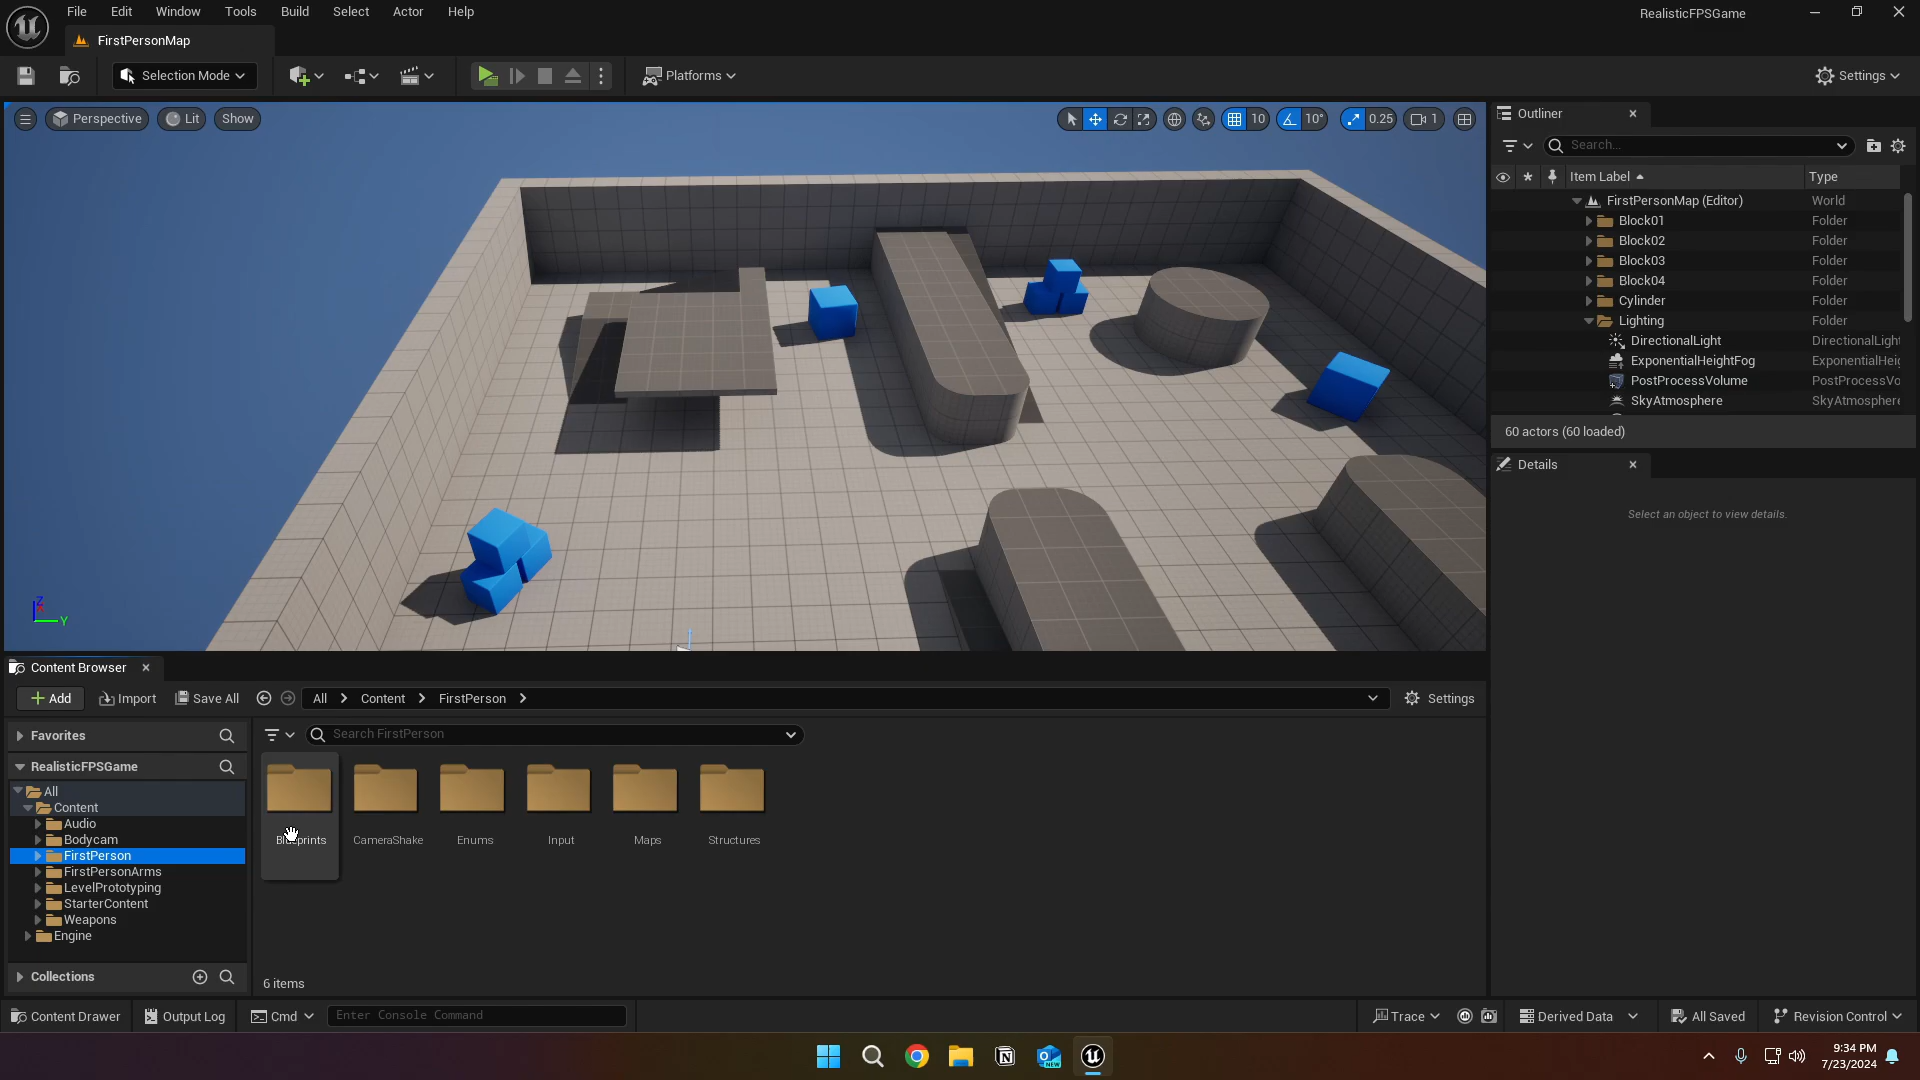 File Edit Window Tools Build Select Actor Help
RealisticFPSGame
FirstPersonMap
Selection Mode
Platforms
Settings
Perspective
Lit
Show
10
10°
0.25
1
Outliner
Search...
Item Label Type
FirstPersonMap (Editor) World
Block01 Folder
Block02 Folder
Block03 Folder
Block04 Folder
Cylinder Folder
Lighting Folder
DirectionalLight DirectionalLight
ExponentialHeightFog ExponentialHeig
PostProcessVolume PostProcessVo
SkyAtmosphere SkyAtmosphere
60 actors (60 loaded)
Details
Select an object to view details.
Z
Y
Content Browser
Add Import Save All All Content FirstPerson Settings
Favorites
Search FirstPerson
RealisticFPSGame
All
Content
Audio
Bodycam
FirstPerson
FirstPersonArms
LevelPrototyping
StarterContent
Weapons
Engine
Collections
Blueprints CameraShake Enums Input Maps Structures
6 items
Content Drawer Output Log Cmd Enter Console Command Trace Derived Data All Saved Revision Control
NEW
9:34 PM
7/23/2024